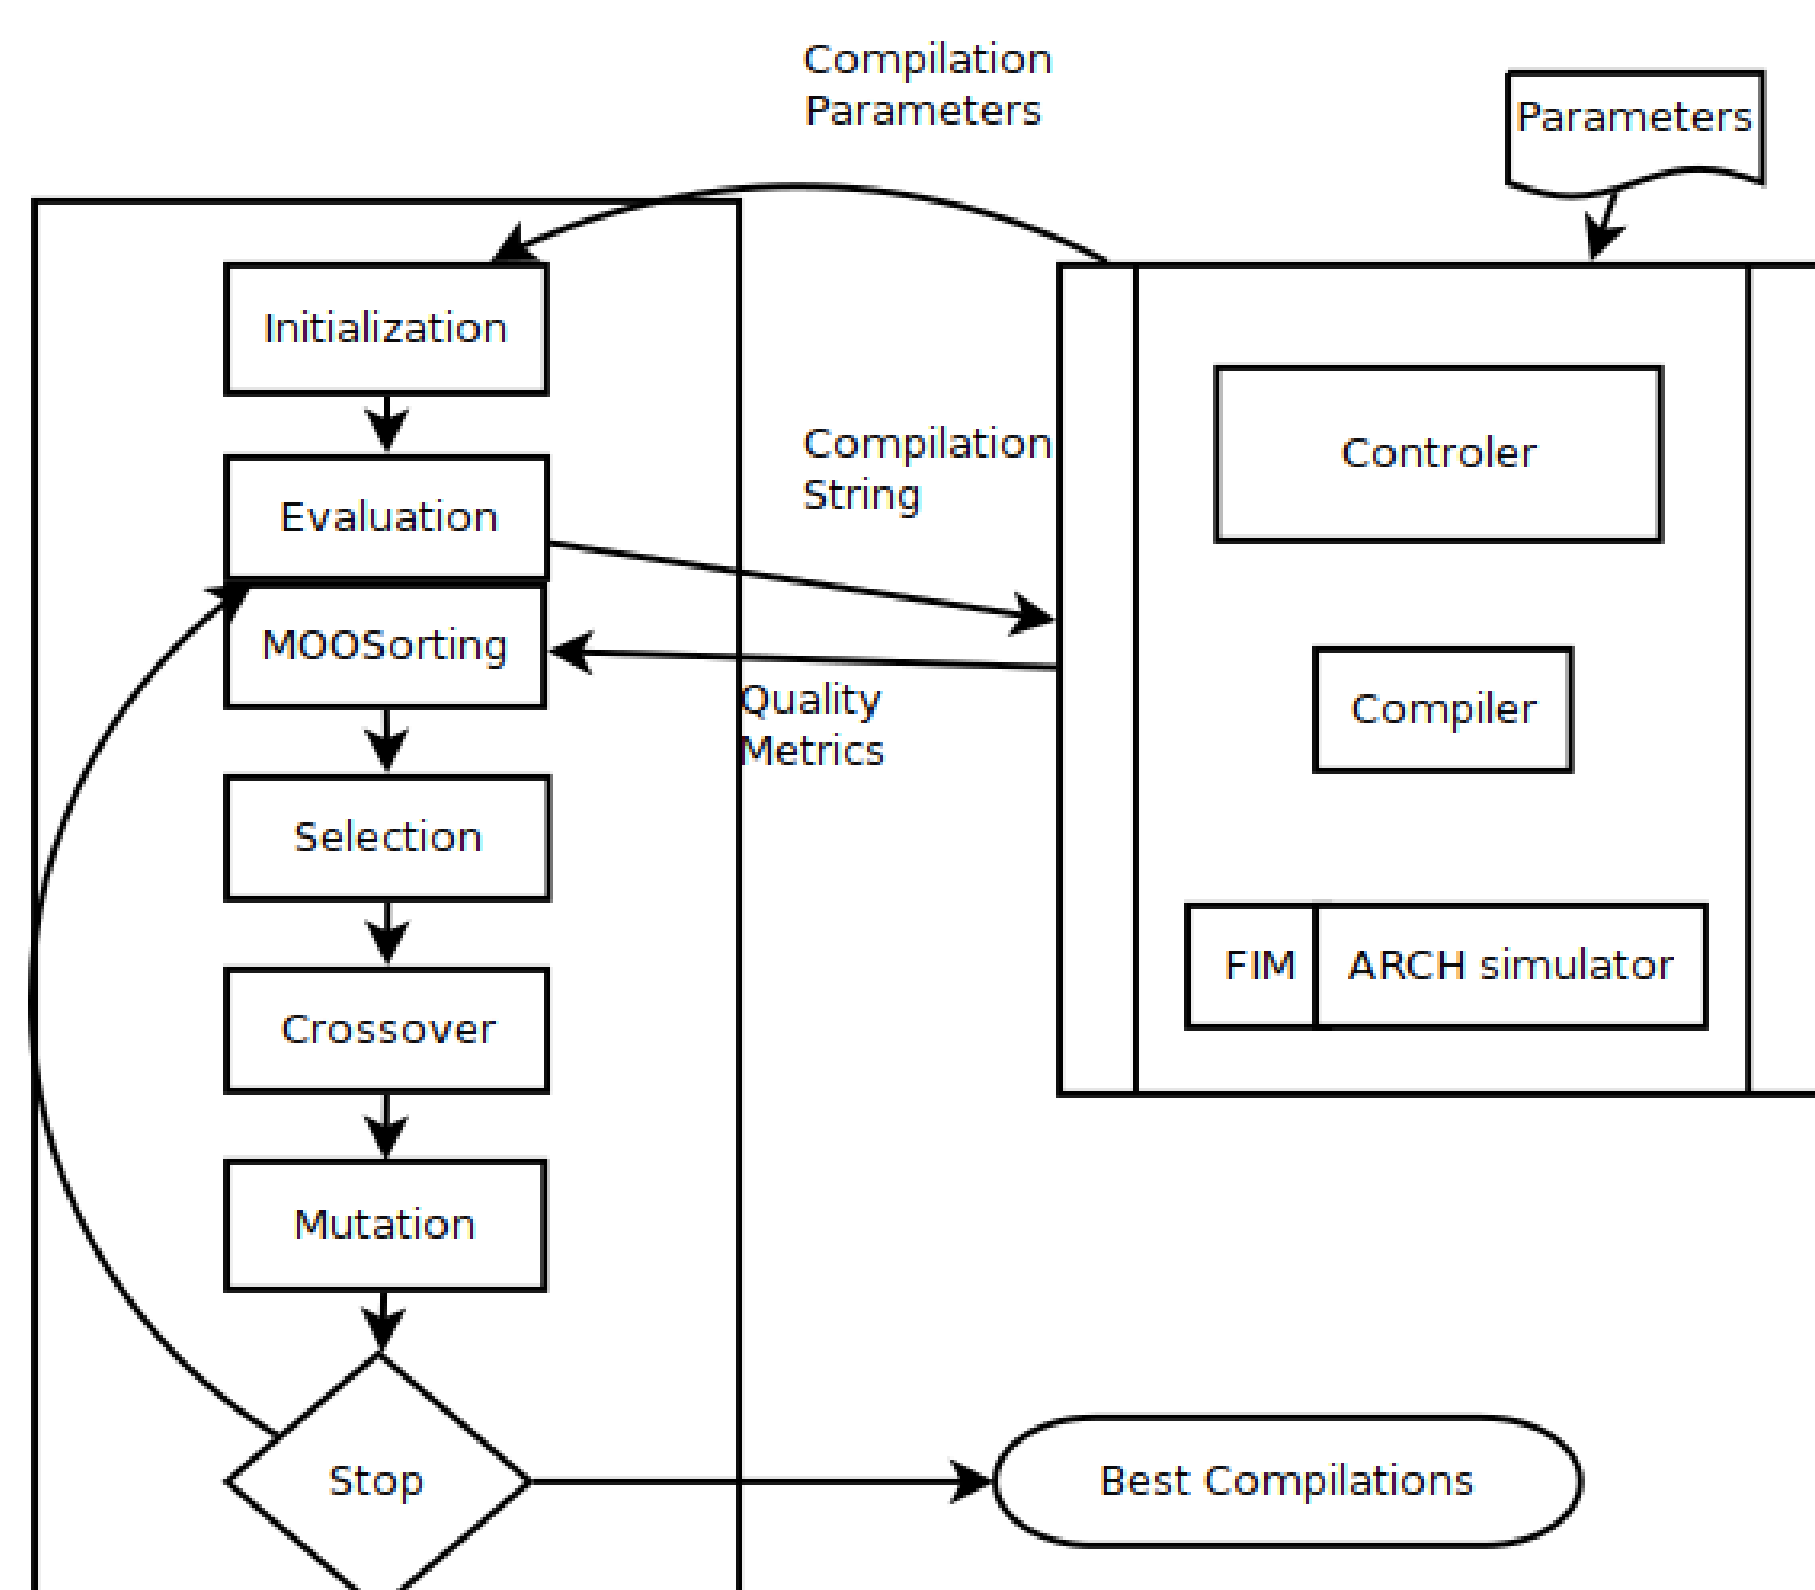 Compilation
Parameters
Parameters
Initialization
Evaluation
MOOSorting
Selection
Crossover
Mutation
Stop
Compilation
String
Quality
Metrics
Controler
Compiler
FIM
ARCH simulator
Best Compilations